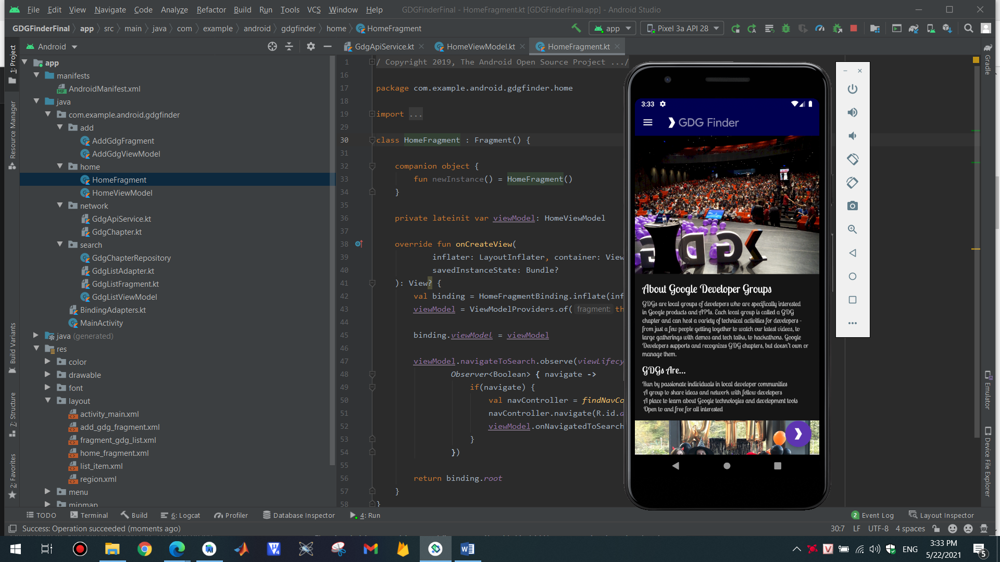 File Edit View Navigate Code Analyze Refactor Build Run Tools VCS Window Help GDGFinderFinal - HomeFragment.kt [GDGFinderFinal.app] - Android Studio
GDGFinderFinal app src main java com example android gdgfinder home HomeFragment app Pixel 3a API 28
Android GdgApiService.kt HomeViewModel.kt HomeFragment.kt
1: Project
Resource Manager
Build Variants
7: Structure
2: Favorites
app
manifests
AndroidManifest.xml
java
com.example.android.gdgfinder
add
AddGdgFragment
AddGdgViewModel
home
HomeFragment
HomeViewModel
network
GdgApiService.kt
GdgChapter.kt
search
GdgChapterRepository
GdgListAdapter.kt
GdgListFragment.kt
GdgListViewModel
BindingAdapters.kt
MainActivity
java (generated)
res
color
drawable
font
layout
activity_main.xml
add_gdg_fragment.xml
fragment_gdg_list.xml
home_fragment.xml
list_item.xml
region.xml
menu
mipmap
1 / Copyright 2019, The Android Open Source Project .../
16
17 package com.example.android.gdgfinder.home
18
19 import ...
29
30 class HomeFragment : Fragment() {
31
32 companion object {
33 fun newInstance() = HomeFragment()
34 }
35
36 private lateinit var viewModel: HomeViewModel
37
38 override fun onCreateView(
39 inflater: LayoutInflater, container: View
40 savedInstanceState: Bundle?
41 ): View? {
42 val binding = HomeFragmentBinding.inflate(inf
43 viewModel = ViewModelProviders.of( fragment: th
44
45 binding.viewModel = viewModel
46
47 viewModel.navigateToSearch.observe(viewLifecy
48 Observer<Boolean> { navigate ->
49 if(navigate) {
50 val navController = findNavCo
51 navController.navigate(R.id.a
52 viewModel.onNavigatedToSearch
53 }
54 })
55
56 return binding.root
57 }
58 }
3:33
GDG Finder
GDG
About Google Developer Groups
GDGs are local groups of developers who are specifically interested
in Google products and APIs. Each local group is called a GDG
chapter and can host a variety of technical activities for developers -
from just a few people getting together to watch our latest videos, to
large gatherings with demos and tech talks, to hackathons. Google
Developers supports and recognizes GDG chapters, but doesn't own or
manage them.
GDGs Are...
Run by passionate individuals in local developer communities
A group to share ideas and network with fellow developers
A place to learn about Google technologies and development tools
Open to and free for all interested
Gradle
Emulator
Device File Explorer
TODO Terminal Build 6: Logcat Profiler Database Inspector 4: Run 2 Event Log Layout Inspector
Success: Operation succeeded (moments ago) 30:7 LF UTF-8 4 spaces
ENG 3:33 PM
5/22/2021 5